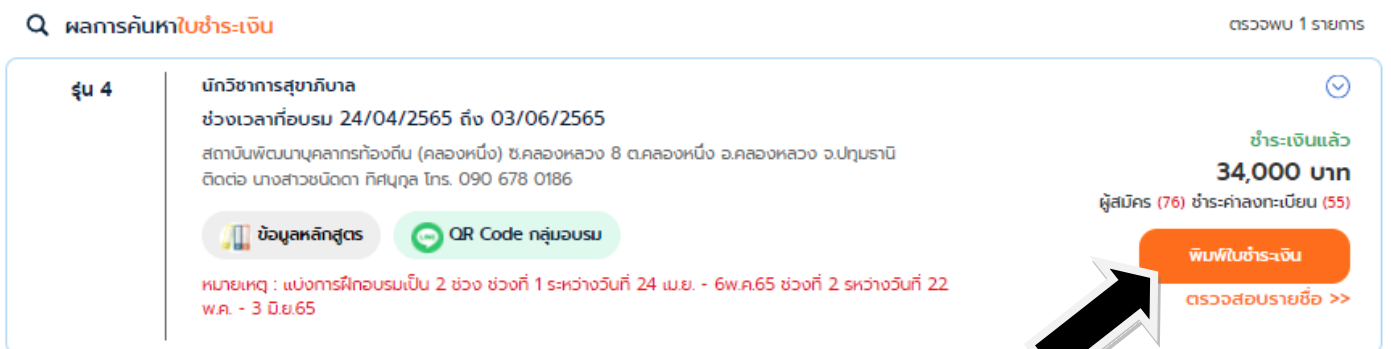 ผลการค้นหาใบชำระเงิน
ตรวจพบ 1 รายการ
รุ่น 4
นักวิชาการสุขาภิบาล
ช่วงเวลาที่อบรม 24/04/2565 ถึง 03/06/2565
สถาบันพัฒนาบุคลากรท้องถิ่น (คลองหนึ่ง) ซ.คลองหลวง 8 ต.คลองหนึ่ง อ.คลองหลวง จ.ปทุมธานี
ติดต่อ นางสาวชนัดดา ทิศนุกูล โทร. 090 678 0186
ชำระเงินแล้ว
34,000 บาท
ผู้สมัคร (76) ชำระค่าลงทะเบียน (55)
ข้อมูลหลักสูตร
LINE
QR Code กลุ่มอบรม
พิมพ์ใบชำระเงิน
หมายเหตุ : แบ่งการฝึกอบรมเป็น 2 ช่วง ช่วงที่ 1 ระหว่างวันที่ 24 เม.ย. - 6พ.ค.65 ช่วงที่ 2 รหว่างวันที่ 22
พ.ค. - 3 มิ.ย.65
ตรวจสอบรายชื่อ >>